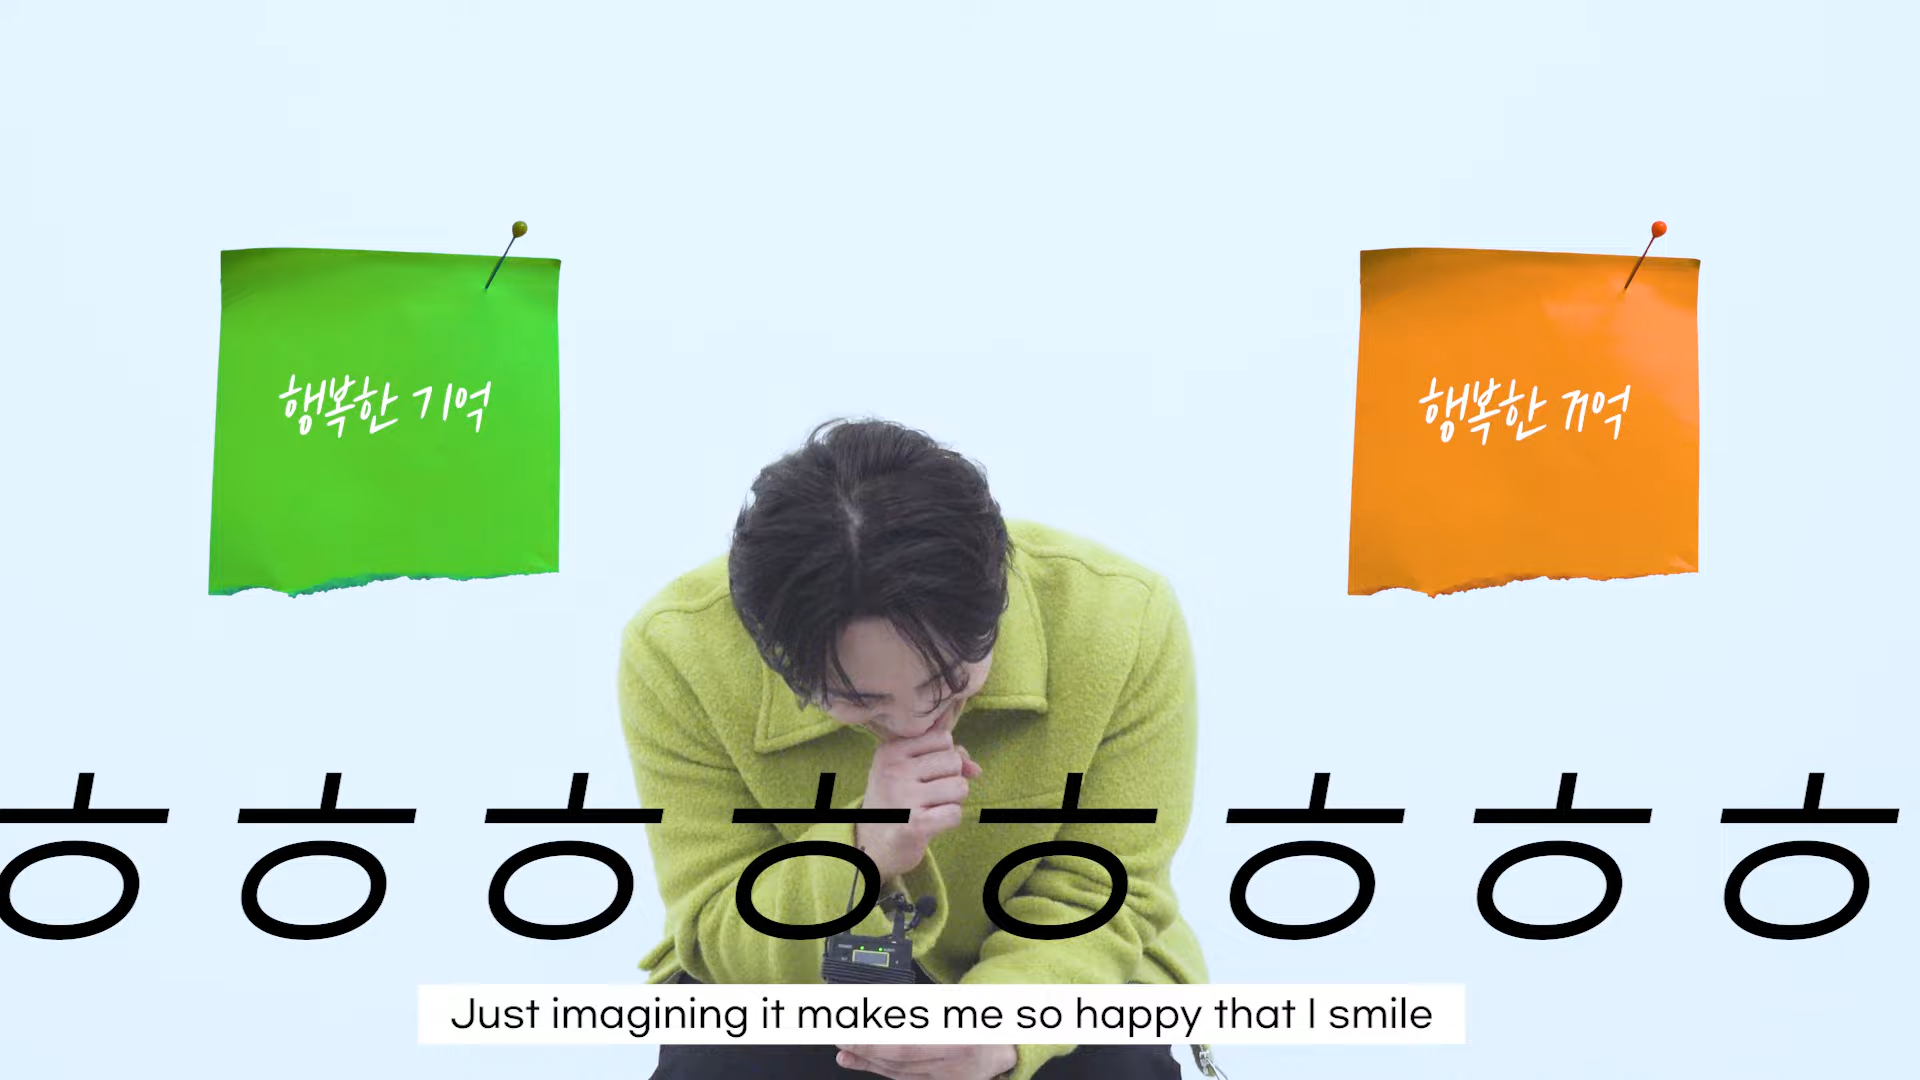 행복한 기억
행복한 ㄲㅣ억
ㅎㅎㅎㅎㅎㅎㅎㅎ
Just imagining it makes me so happy that I smile